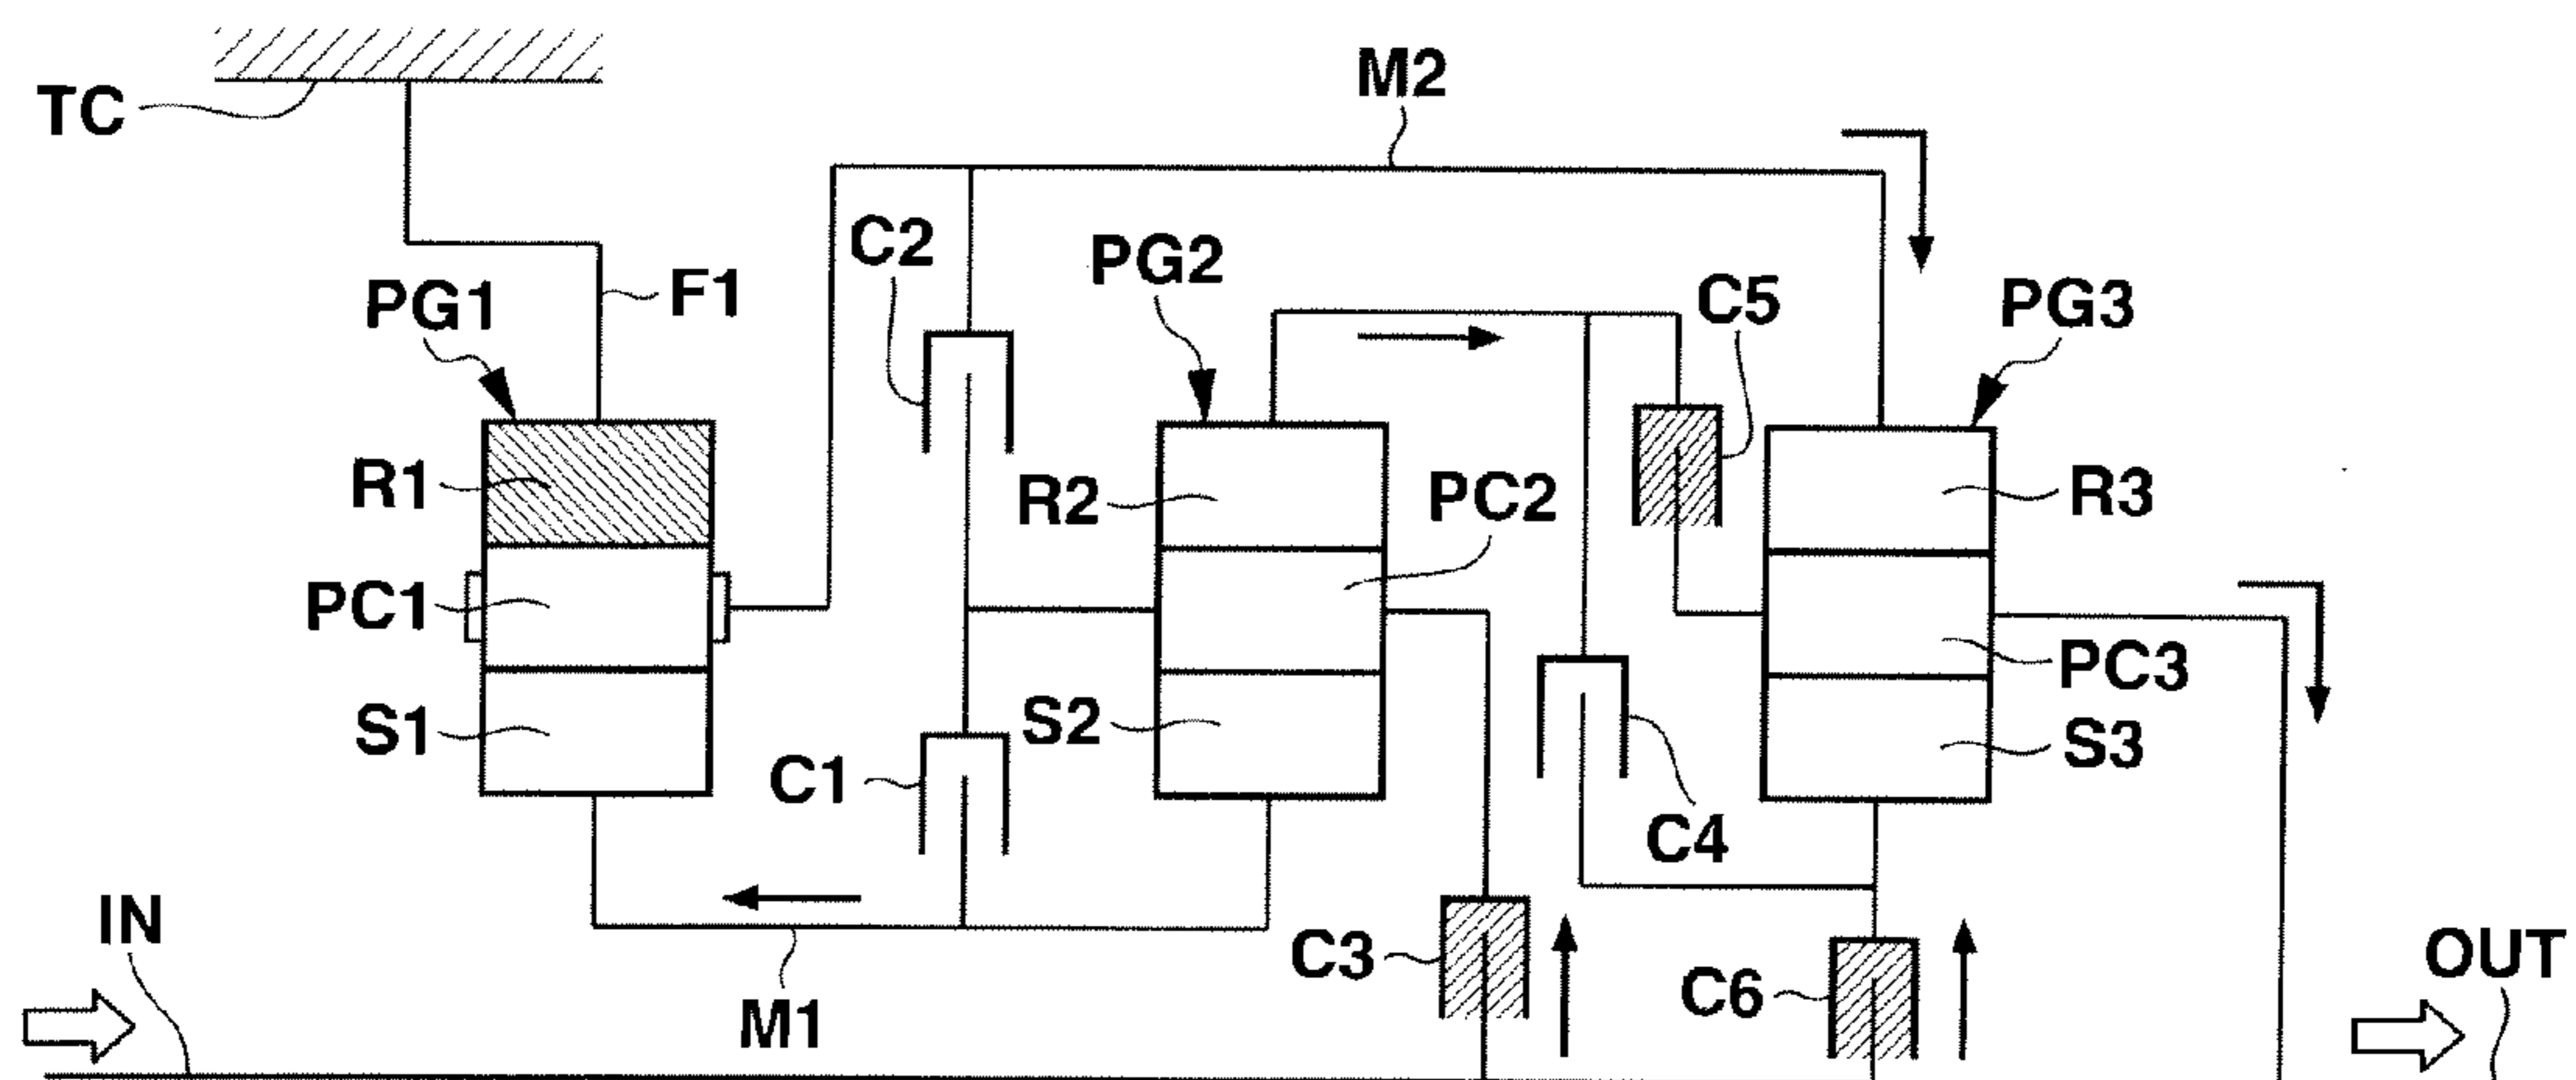 M2
TC
C2
PG2
F1
C5
PG1
PG3
R1
R2
PC2
R3
PC1
PC3
S1
S2
S3
C1
C4
IN
C3
C6
OUT
M1